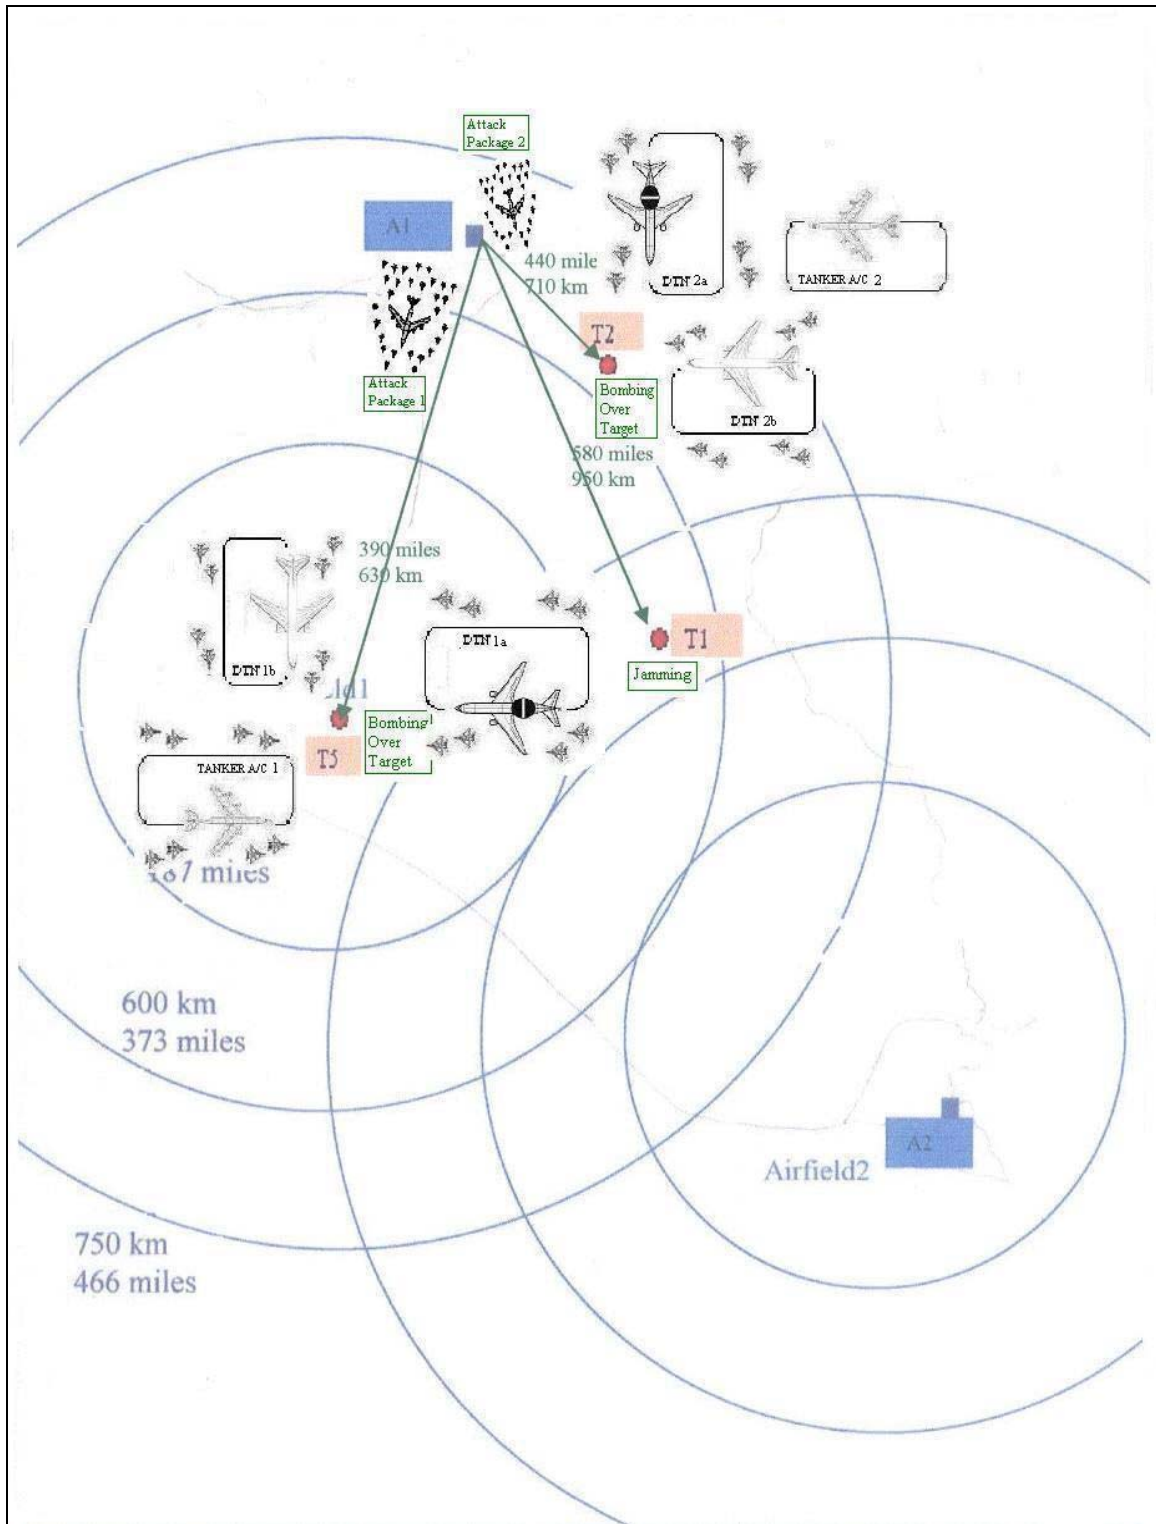 Attack
Package 2
A1
440 mile
710 km
DTN 2a
TANKER A/C 2
T2
Attack
Package 1
Bombing
Over
Target
DTN 2b
580 miles
950 km
390 miles
630 km
DTN 1a
T1
DTN 1b
Jamming
eld1
Bombing
Over
Target
T5
TANKER A/C 1
187 miles
600 km
373 miles
A2
Airfield2
750 km
466 miles